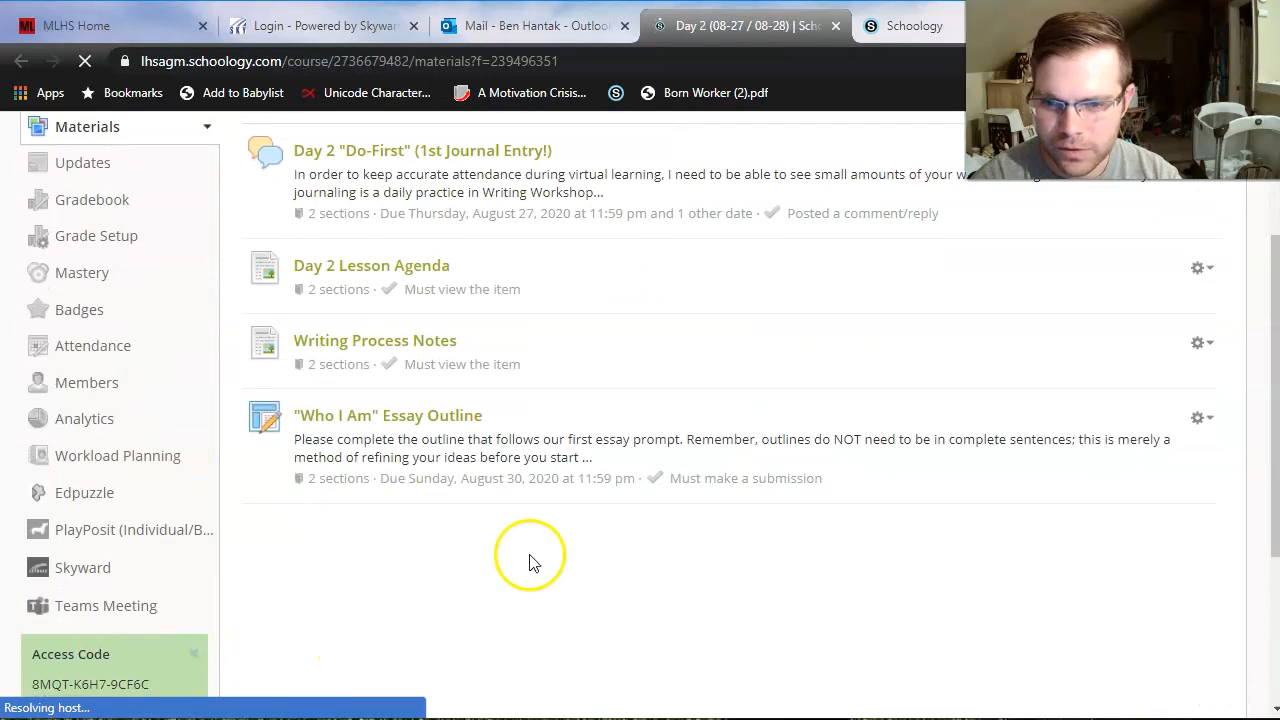 MLHS Home
Login - Powered by Skywar
Mail - Ben Hantak - Outloo
Day 2 (08-27 / 08-28) | Scho
Schoology
lhsagm.schoology.com/course/2736679482/materials?f=239496351
Apps
Bookmarks
Add to Babylist
Unicode Character...
A Motivation Crisis...
Born Worker (2).pdf
Materials
Updates
Gradebook
Grade Setup
Mastery
Badges
Attendance
Members
Analytics
Workload Planning
Edpuzzle
PlayPosit (Individual/B...
Skyward
Teams Meeting
Access Code
8MQT-K6H7-9CF6C
Day 2 "Do-First" (1st Journal Entry!)
In order to keep accurate attendance during virtual learning, I need to be able to see small amounts of your w
journaling is a daily practice in Writing Workshop...
2 sections · Due Thursday, August 27, 2020 at 11:59 pm and 1 other date · Posted a comment/reply
Day 2 Lesson Agenda
2 sections · Must view the item
Writing Process Notes
2 sections · Must view the item
"Who I Am" Essay Outline
Please complete the outline that follows our first essay prompt. Remember, outlines do NOT need to be in complete sentences; this is merely a
method of refining your ideas before you start ...
2 sections · Due Sunday, August 30, 2020 at 11:59 pm · Must make a submission
Resolving host...